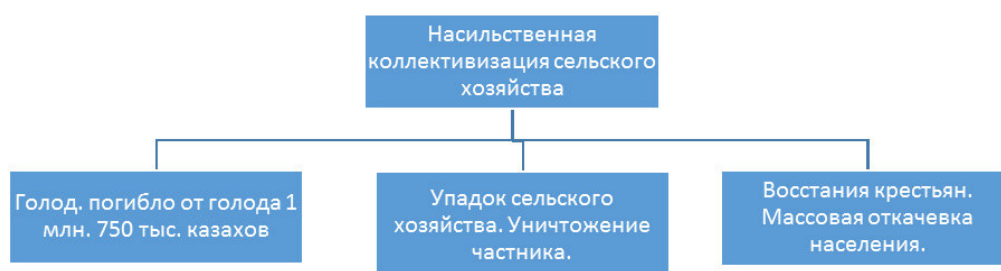 Насильственная
коллективизация сельского
хозяйства
Голод. погибло от голода 1
млн. 750 тыс. казахов
Упадок сельского
хозяйства. Уничтожение
частника.
Восстания крестьян.
Массовая откачевка
населения.